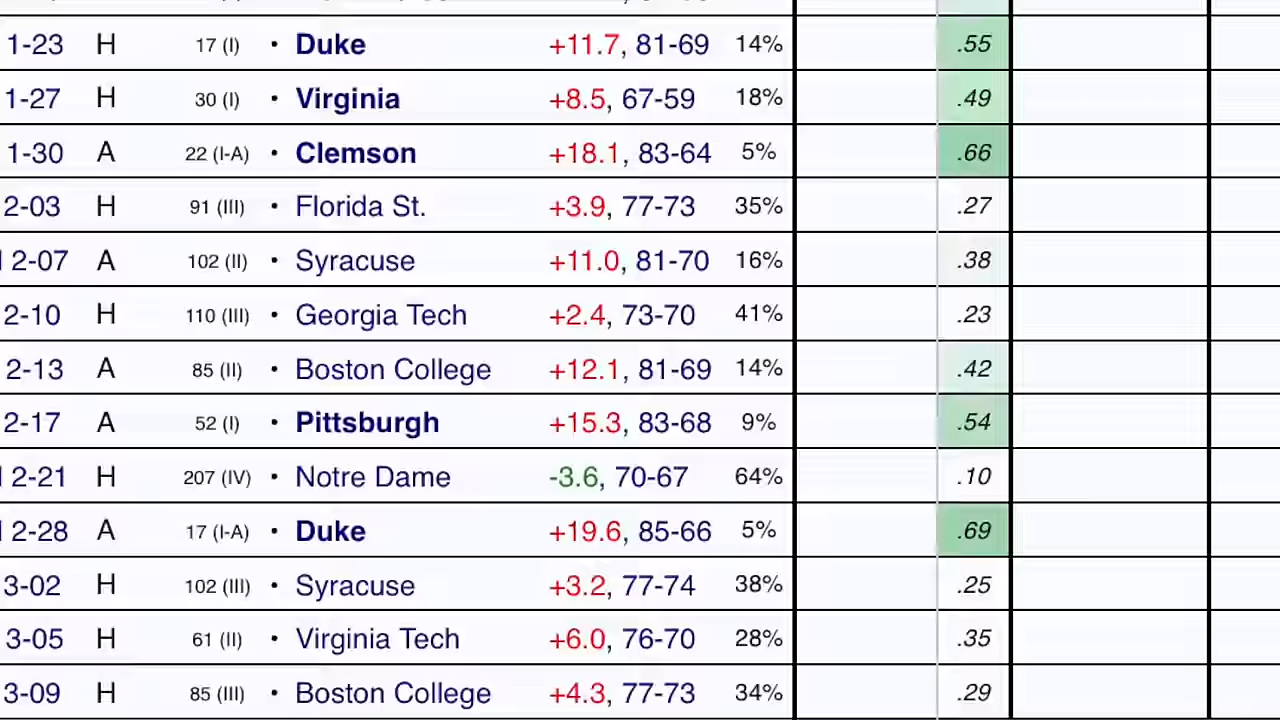 1-23 H 17 (I) • Duke +11.7, 81-69 14% .55
1-27 H 30 (I) • Virginia +8.5, 67-59 18% .49
1-30 A 22 (I-A) • Clemson +18.1, 83-64 5% .66
2-03 H 91 (III) • Florida St. +3.9, 77-73 35% .27
2-07 A 102 (II) • Syracuse +11.0, 81-70 16% .38
2-10 H 110 (III) • Georgia Tech +2.4, 73-70 41% .23
2-13 A 85 (II) • Boston College +12.1, 81-69 14% .42
2-17 A 52 (I) • Pittsburgh +15.3, 83-68 9% .54
2-21 H 207 (IV) • Notre Dame -3.6, 70-67 64% .10
2-28 A 17 (I-A) • Duke +19.6, 85-66 5% .69
3-02 H 102 (III) • Syracuse +3.2, 77-74 38% .25
3-05 H 61 (II) • Virginia Tech +6.0, 76-70 28% .35
3-09 H 85 (III) • Boston College +4.3, 77-73 34% .29